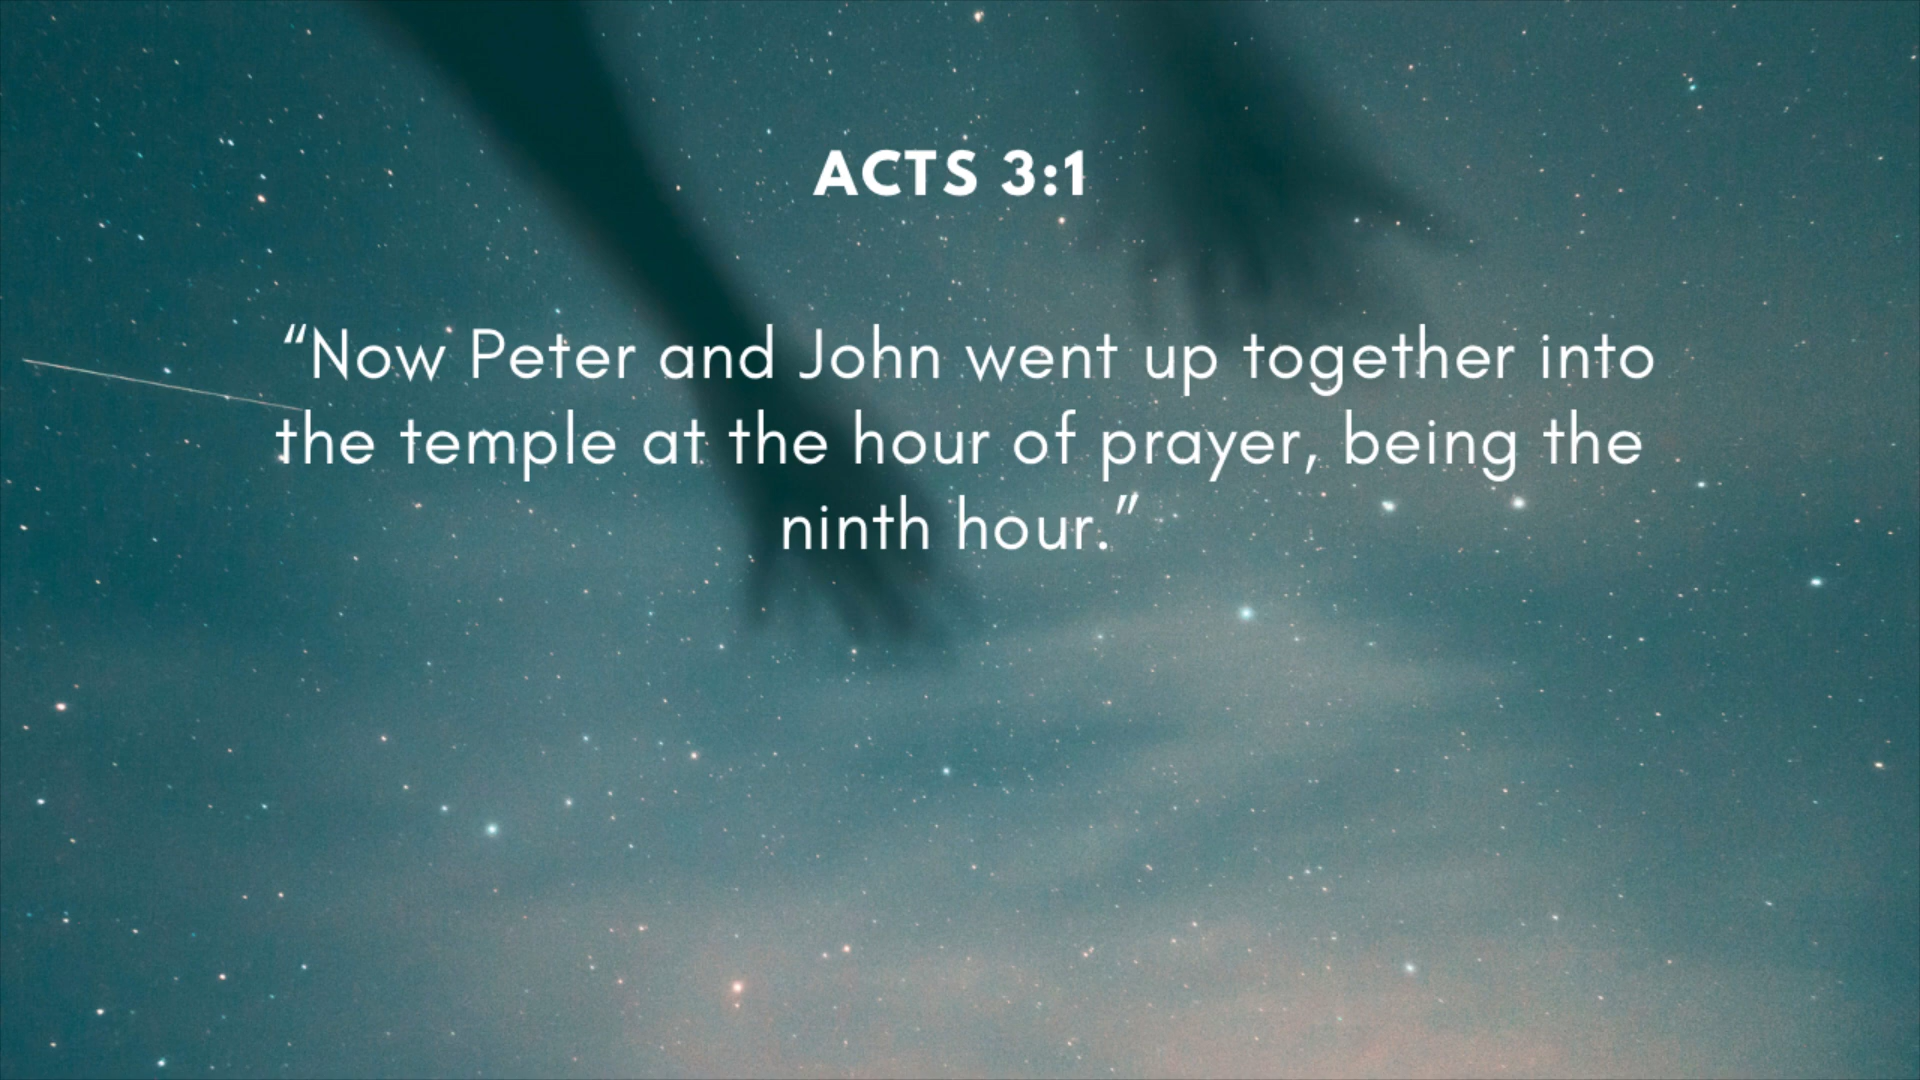 ACTS 3:1
“Now Peter and John went up together into
the temple at the hour of prayer, being the
ninth hour.”